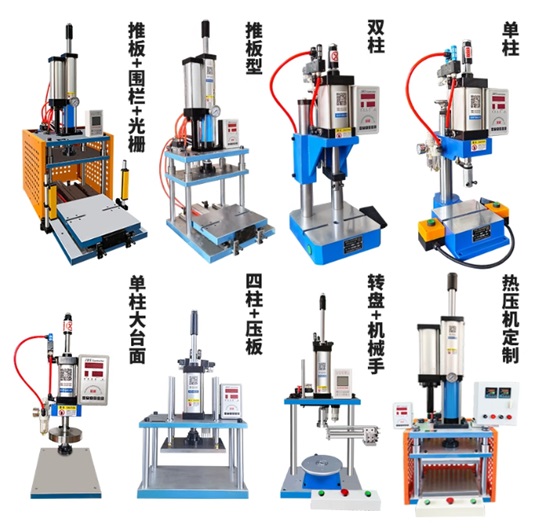 推板+围栏+光栅
推板型
双柱
单柱
单柱大台面
四柱+压板
转盘+机械手
热压机定制